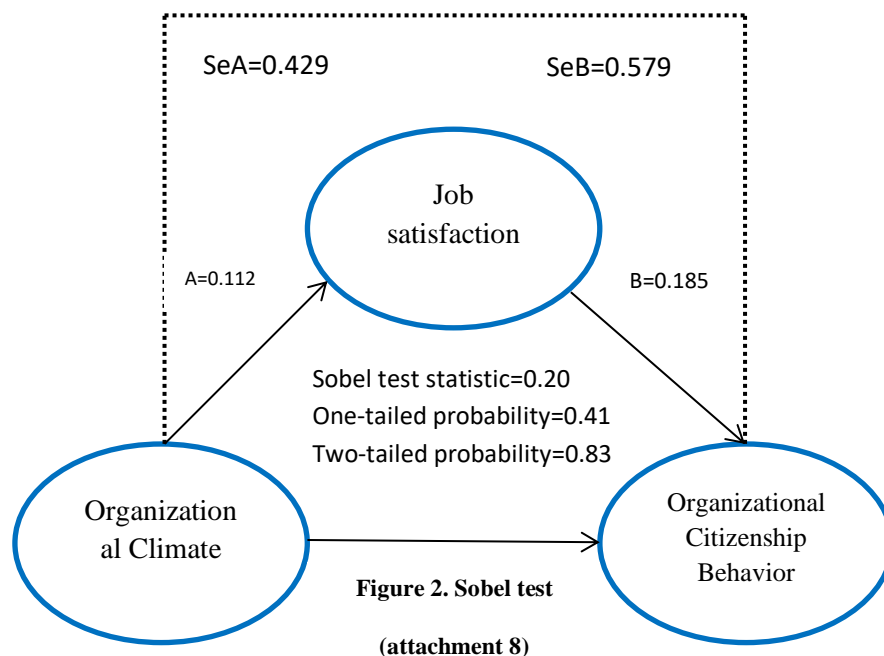 SeA=0.429
SeB=0.579
Job
satisfaction
A=0.112
B=0.185
Sobel test statistic=0.20
One-tailed probability=0.41
Two-tailed probability=0.83
Organization
al Climate
Organizational
Citizenship
Behavior
Figure 2. Sobel test
(attachment 8)